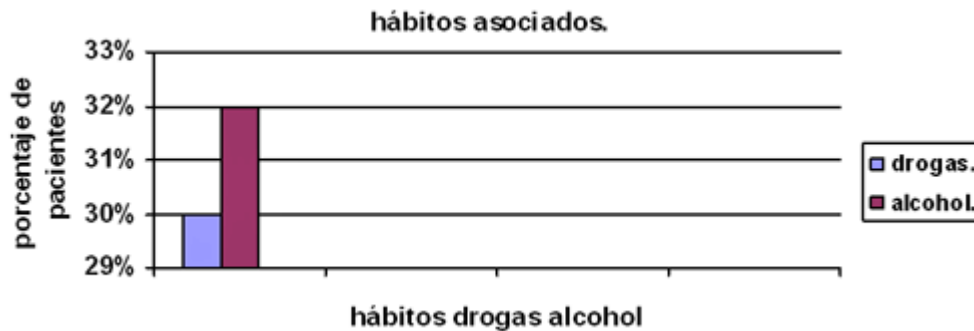 hábitos asociados.
porcentaje de
pacientes
33%
32%
31%
30%
29%
drogas.
alcohol.
hábitos drogas alcohol